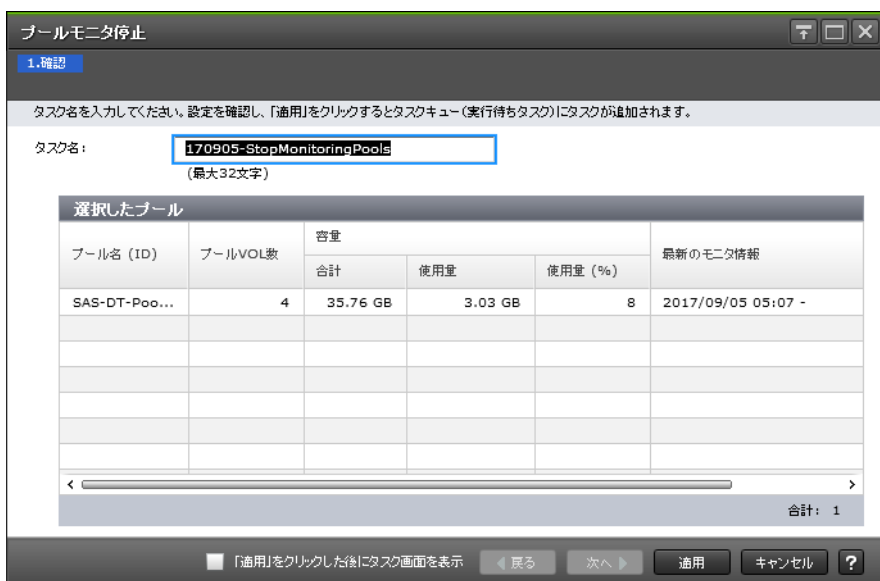 プールモニタ停止
1.確認
タスク名を入力してください。設定を確認し、「適用」をクリックするとタスクキュー(実行待ちタスク)にタスクが追加されます。
タスク名:
170905-StopMonitoringPools
(最大32文字)
選択したプール
プール名 (ID) プールVOL数 容量 最新のモニタ情報
合計 使用量 使用量 (%)
SAS-DT-Poo... 4 35.76 GB 3.03 GB 8 2017/09/05 05:07 -
合計: 1
「適用」をクリックした後にタスク画面を表示 戻る 次へ 適用 キャンセル ?